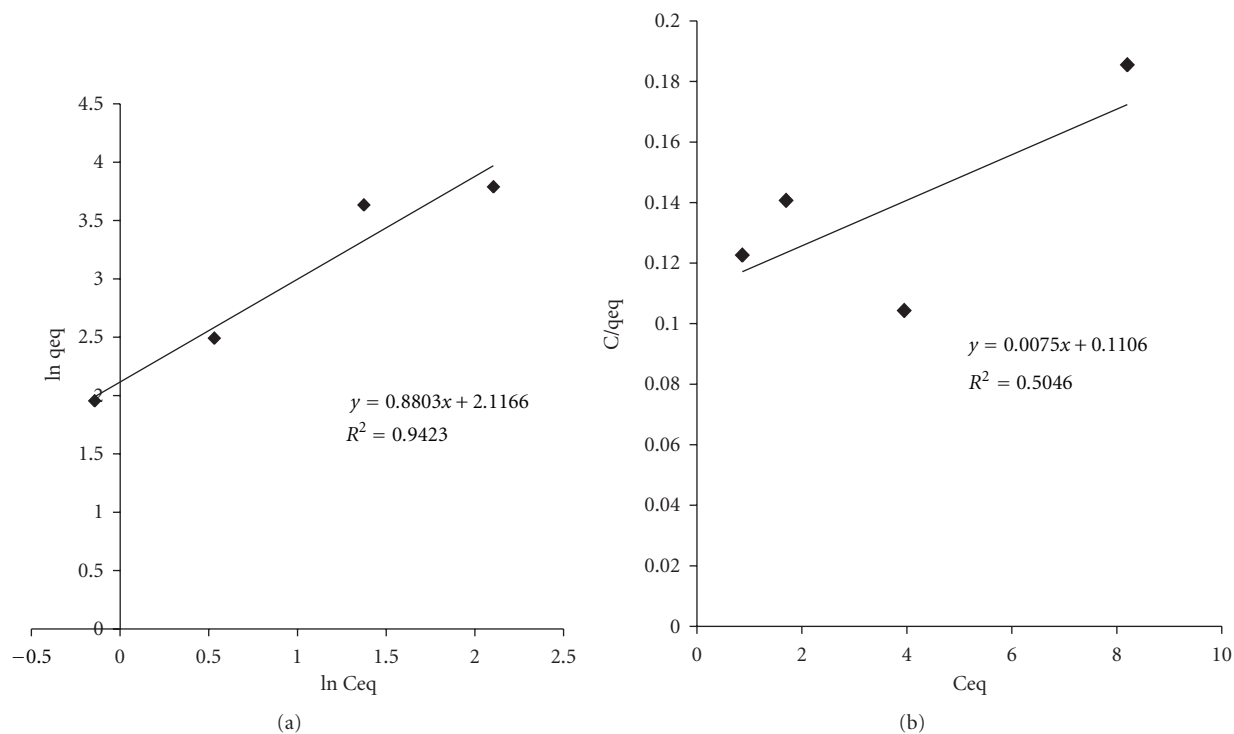 4.5
4
3.5
3
2.5
2
1.5
1
0.5
0
ln qeq
y = 0.8803x + 2.1166
R² = 0.9423
−0.5 0 0.5 1 1.5 2 2.5
ln Ceq
(a)
0.2
0.18
0.16
0.14
0.12
0.1
0.08
0.06
0.04
0.02
0
C/qeq
y = 0.0075x + 0.1106
R² = 0.5046
0 2 4 6 8 10
Ceq
(b)